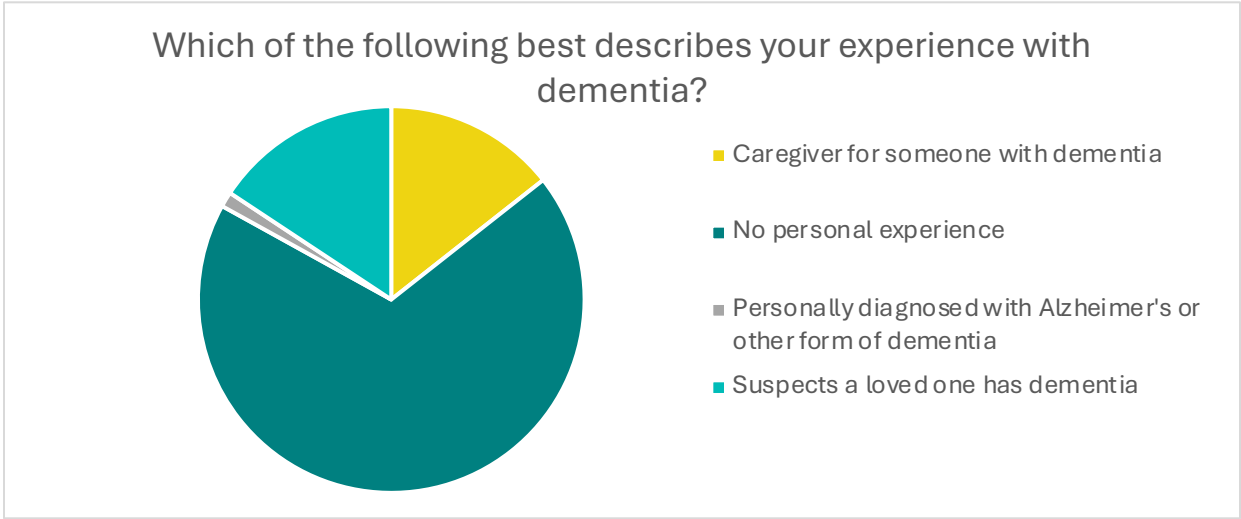 Which of the following best describes your experience with
dementia?
Caregiver for someone with dementia
No personal experience
Personally diagnosed with Alzheimer's or
other form of dementia
Suspects a loved one has dementia